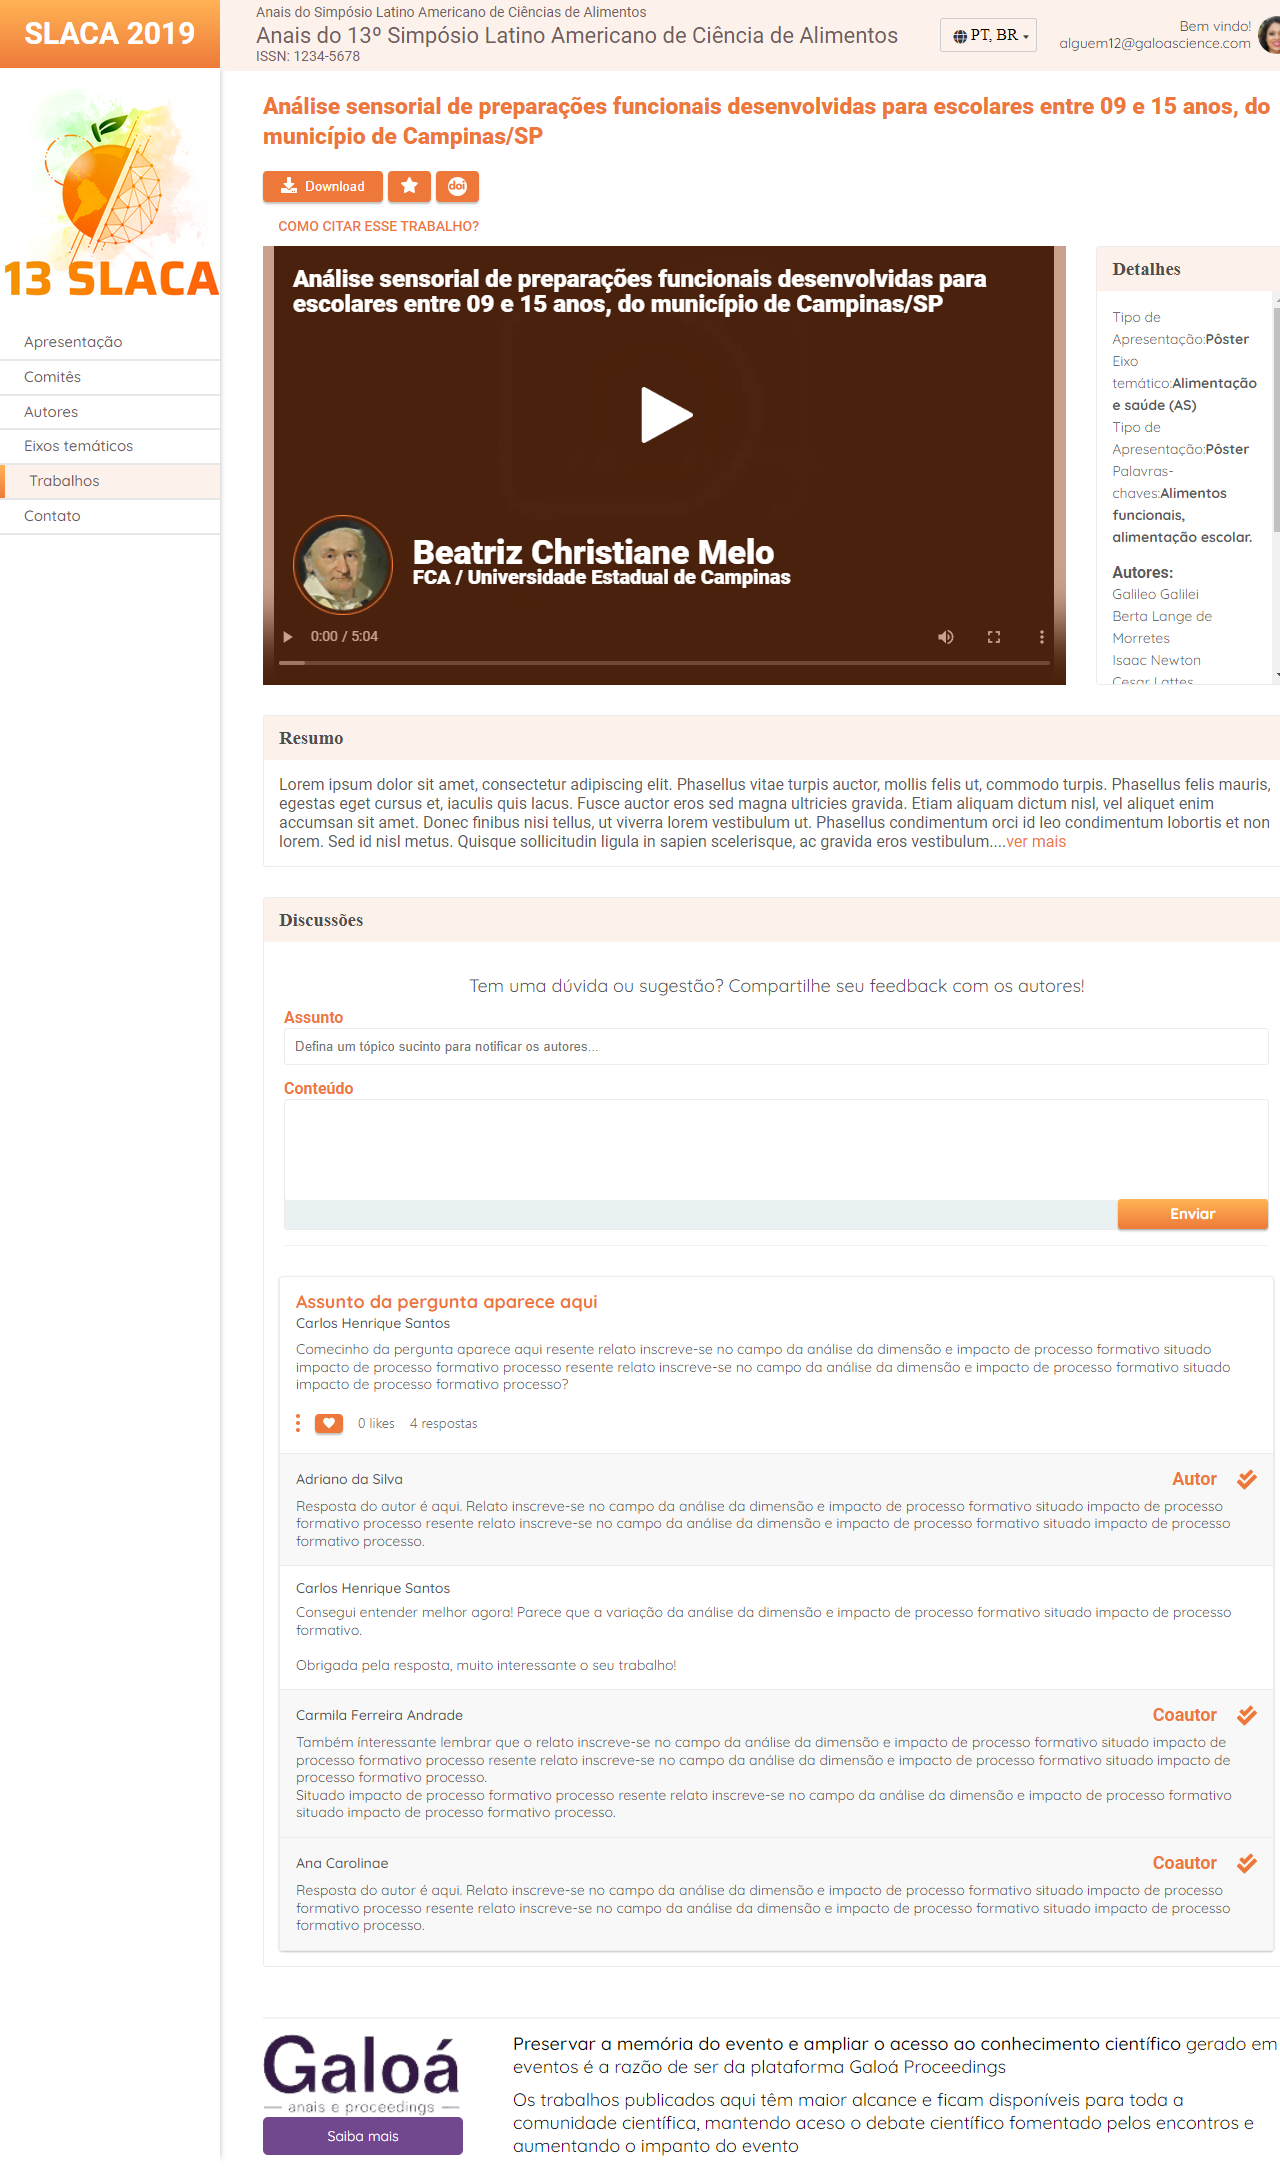 SLACA 2019
Anais do Simpósio Latino Americano de Ciências de Alimentos
Anais do 13º Simpósio Latino Americano de Ciência de Alimentos
ISSN: 1234-5678
PT, BR
Bem vindo!
alguem12@galoascience.com
13 SLACA
Apresentação
Comitês
Autores
Eixos temáticos
Trabalhos
Contato
Análise sensorial de preparações funcionais desenvolvidas para escolares entre 09 e 15 anos, do
município de Campinas/SP
Download
doi
COMO CITAR ESSE TRABALHO?
Análise sensorial de preparações funcionais desenvolvidas para
escolares entre 09 e 15 anos, do município de Campinas/SP
Beatriz Christiane Melo
FCA / Universidade Estadual de Campinas
0:00 / 5:04
Detalhes
Tipo de
Apresentação:Pôster
Eixo
temático:Alimentação
e saúde (AS)
Tipo de
Apresentação:Pôster
Palavras-
chaves:Alimentos
funcionais,
alimentação escolar.
Autores:
Galileo Galilei
Berta Lange de
Morretes
Isaac Newton
Cesar Lattes
Resumo
Lorem ipsum dolor sit amet, consectetur adipiscing elit. Phasellus vitae turpis auctor, mollis felis ut, commodo turpis. Phasellus felis mauris,
egestas eget cursus et, iaculis quis lacus. Fusce auctor eros sed magna ultricies gravida. Etiam aliquam dictum nisl, vel aliquet enim
accumsan sit amet. Donec finibus nisi tellus, ut viverra lorem vestibulum ut. Phasellus condimentum orci id leo condimentum lobortis et non
lorem. Sed id nisl metus. Quisque sollicitudin ligula in sapien scelerisque, ac gravida eros vestibulum....ver mais
Discussões
Tem uma dúvida ou sugestão? Compartilhe seu feedback com os autores!
Assunto
Defina um tópico sucinto para notificar os autores...
Conteúdo
Enviar
Assunto da pergunta aparece aqui
Carlos Henrique Santos
Comecinho da pergunta aparece aqui resente relato inscreve-se no campo da análise da dimensão e impacto de processo formativo situado
impacto de processo formativo processo resente relato inscreve-se no campo da análise da dimensão e impacto de processo formativo situado
impacto de processo formativo processo?
0 likes 4 respostas
Adriano da Silva
Autor
Resposta do autor é aqui. Relato inscreve-se no campo da análise da dimensão e impacto de processo formativo situado impacto de processo
formativo processo resente relato inscreve-se no campo da análise da dimensão e impacto de processo formativo situado impacto de processo
formativo processo.
Carlos Henrique Santos
Consegui entender melhor agora! Parece que a variação da análise da dimensão e impacto de processo formativo situado impacto de processo
formativo.
Obrigada pela resposta, muito interessante o seu trabalho!
Carmila Ferreira Andrade
Coautor
Também ínteressante lembrar que o relato inscreve-se no campo da análise da dimensão e impacto de processo formativo situado impacto de
processo formativo processo resente relato inscreve-se no campo da análise da dimensão e impacto de processo formativo situado impacto de
processo formativo processo.
Situado impacto de processo formativo processo resente relato inscreve-se no campo da análise da dimensão e impacto de processo formativo
situado impacto de processo formativo processo.
Ana Carolinae
Coautor
Resposta do autor é aqui. Relato inscreve-se no campo da análise da dimensão e impacto de processo formativo situado impacto de processo
formativo processo resente relato inscreve-se no campo da análise da dimensão e impacto de processo formativo situado impacto de processo
formativo processo.
Galoá
anais e proceedings
Saiba mais
Preservar a memória do evento e ampliar o acesso ao conhecimento científico gerado em
eventos é a razão de ser da plataforma Galoá Proceedings
Os trabalhos publicados aqui têm maior alcance e ficam disponíveis para toda a
comunidade científica, mantendo aceso o debate científico fomentado pelos encontros e
aumentando o impanto do evento